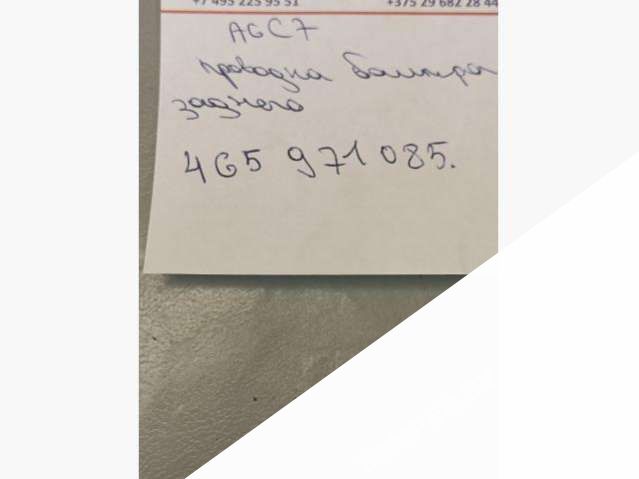 +7 495 225 95 51 +375 29 682 28 44
AGC7
проводка бампера
заднего
4G5 971 085.